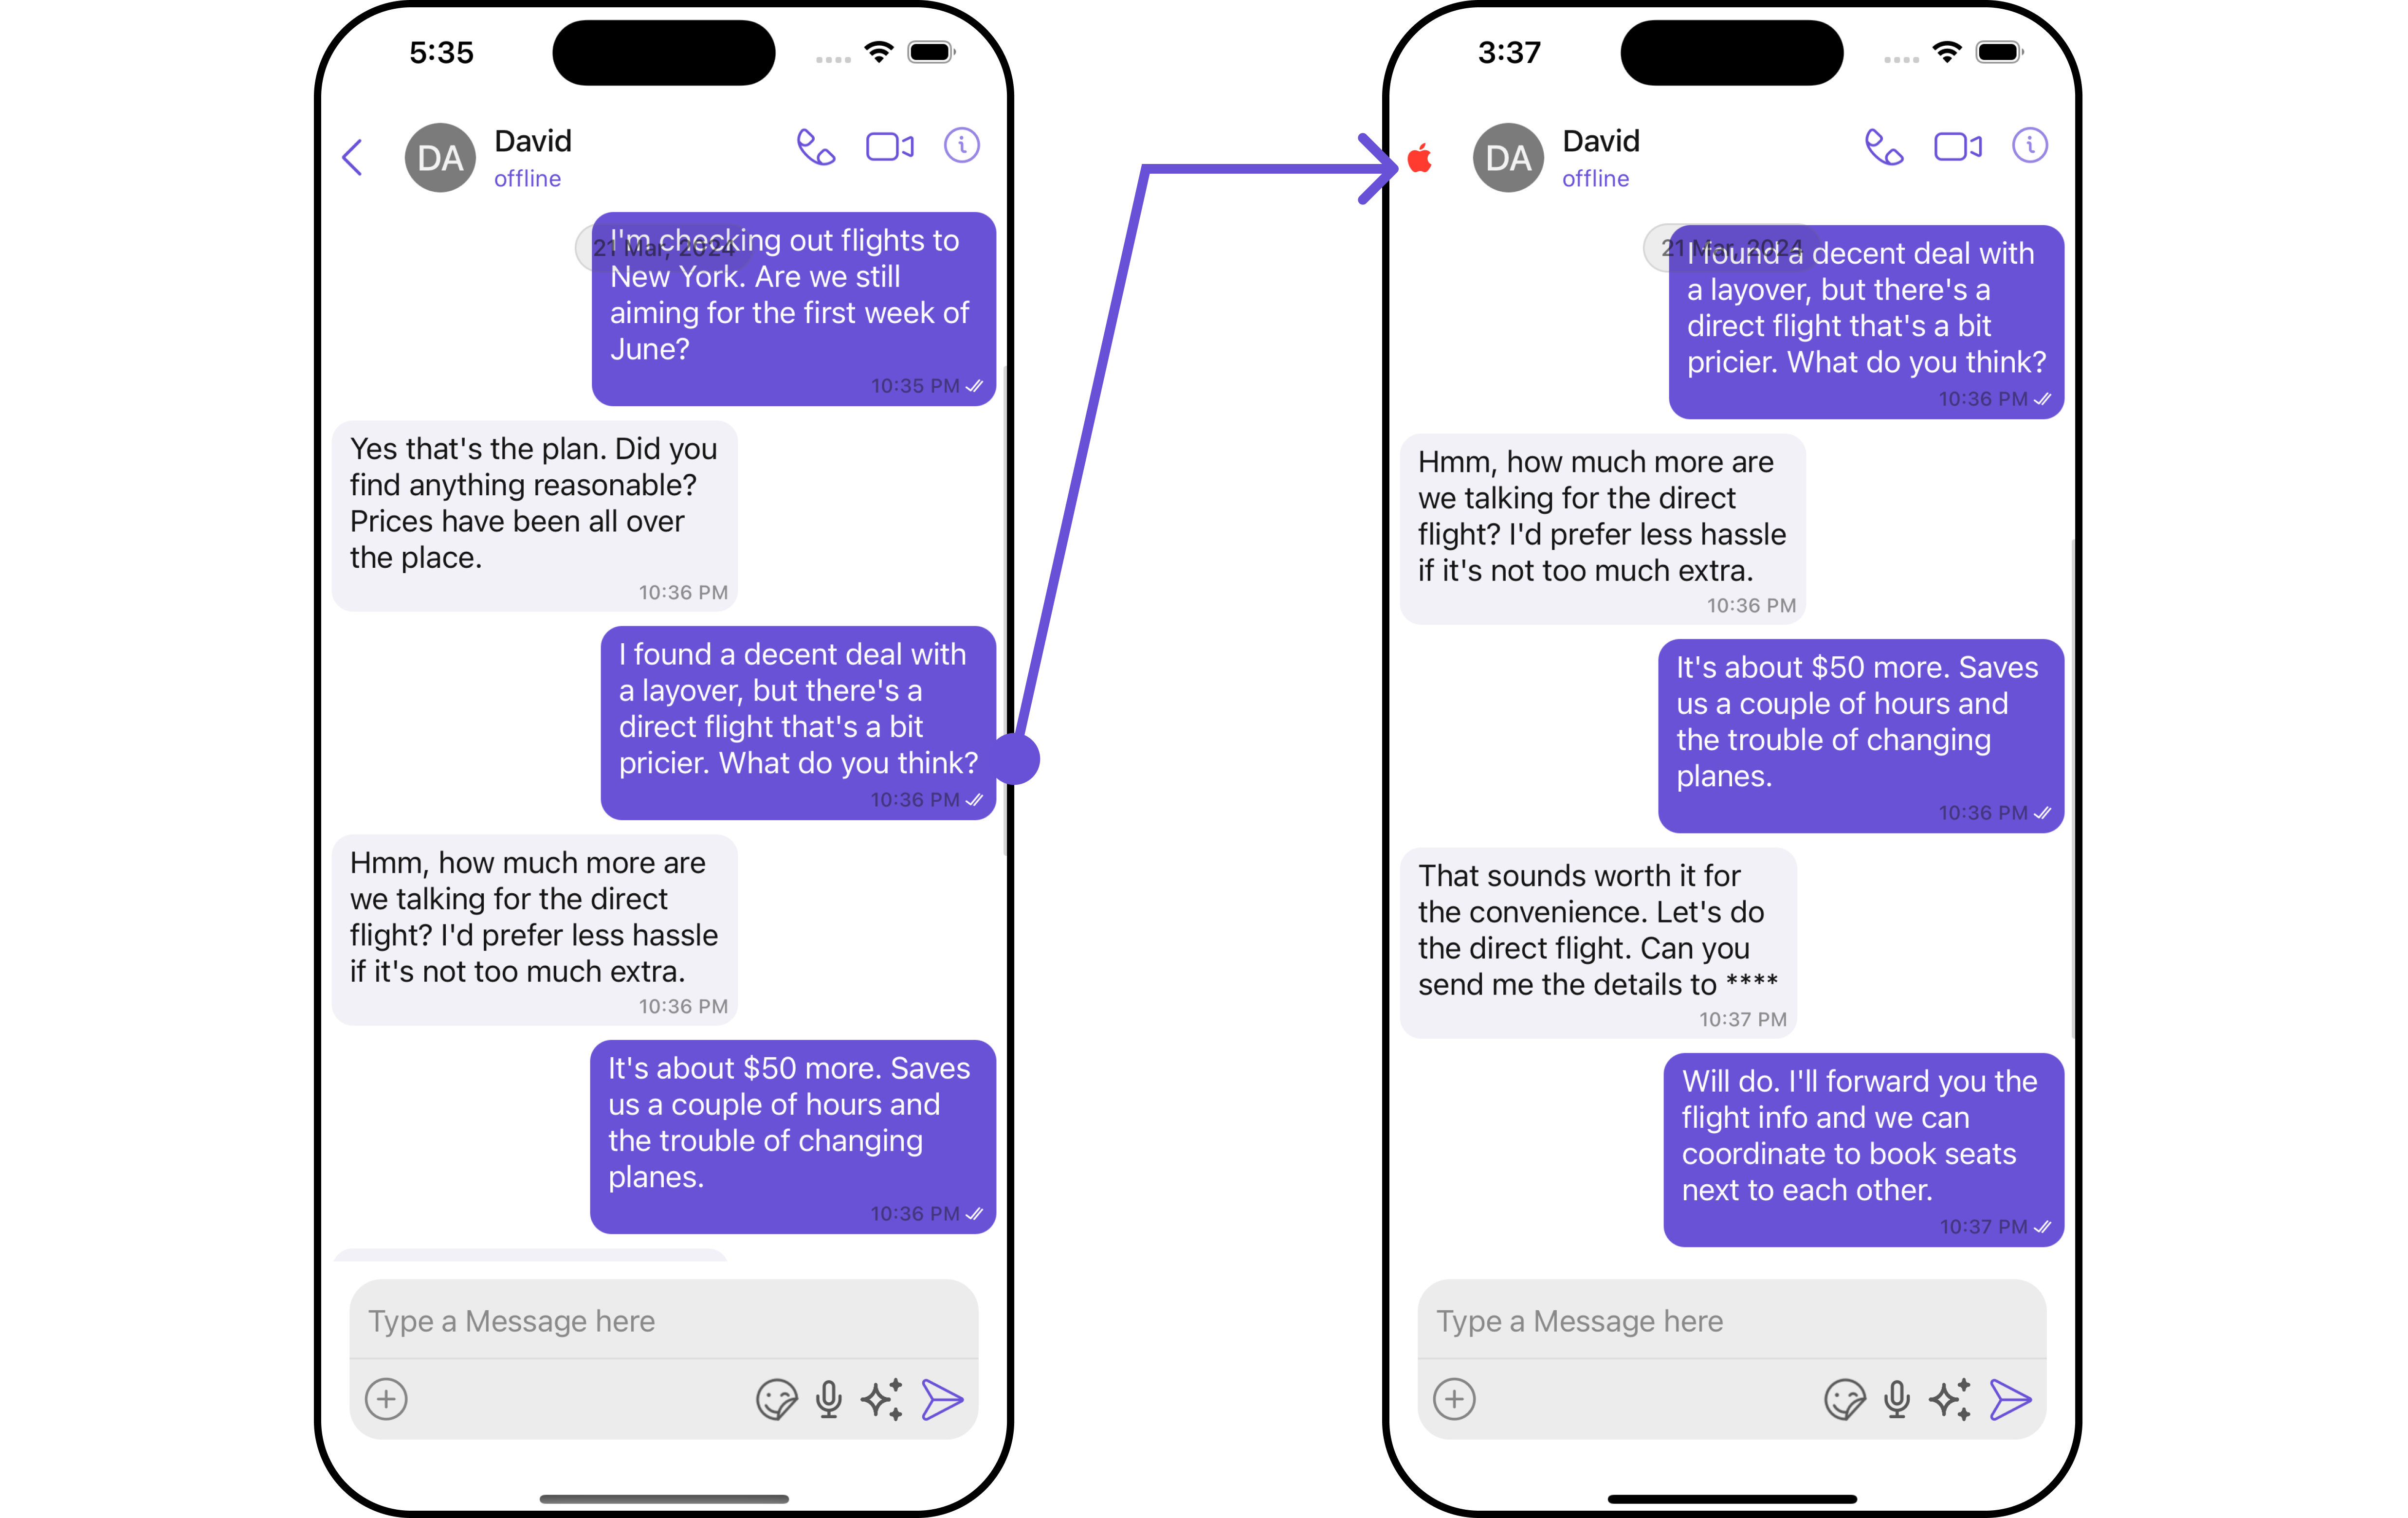 5:35
DA
David
offline
21 Mar, 2024
I'm checking out flights to
New York. Are we still
aiming for the first week of
June?
10:35 PM
Yes that's the plan. Did you
find anything reasonable?
Prices have been all over
the place.
10:36 PM
I found a decent deal with
a layover, but there's a
direct flight that's a bit
pricier. What do you think?
10:36 PM
Hmm, how much more are
we talking for the direct
flight? I'd prefer less hassle
if it's not too much extra.
10:36 PM
It's about $50 more. Saves
us a couple of hours and
the trouble of changing
planes.
10:36 PM
Type a Message here
3:37
DA
David
offline
21 Mar, 2024
I found a decent deal with
a layover, but there's a
direct flight that's a bit
pricier. What do you think?
10:36 PM
Hmm, how much more are
we talking for the direct
flight? I'd prefer less hassle
if it's not too much extra.
10:36 PM
It's about $50 more. Saves
us a couple of hours and
the trouble of changing
planes.
10:36 PM
That sounds worth it for
the convenience. Let's do
the direct flight. Can you
send me the details to ****
10:37 PM
Will do. I'll forward you the
flight info and we can
coordinate to book seats
next to each other.
10:37 PM
Type a Message here